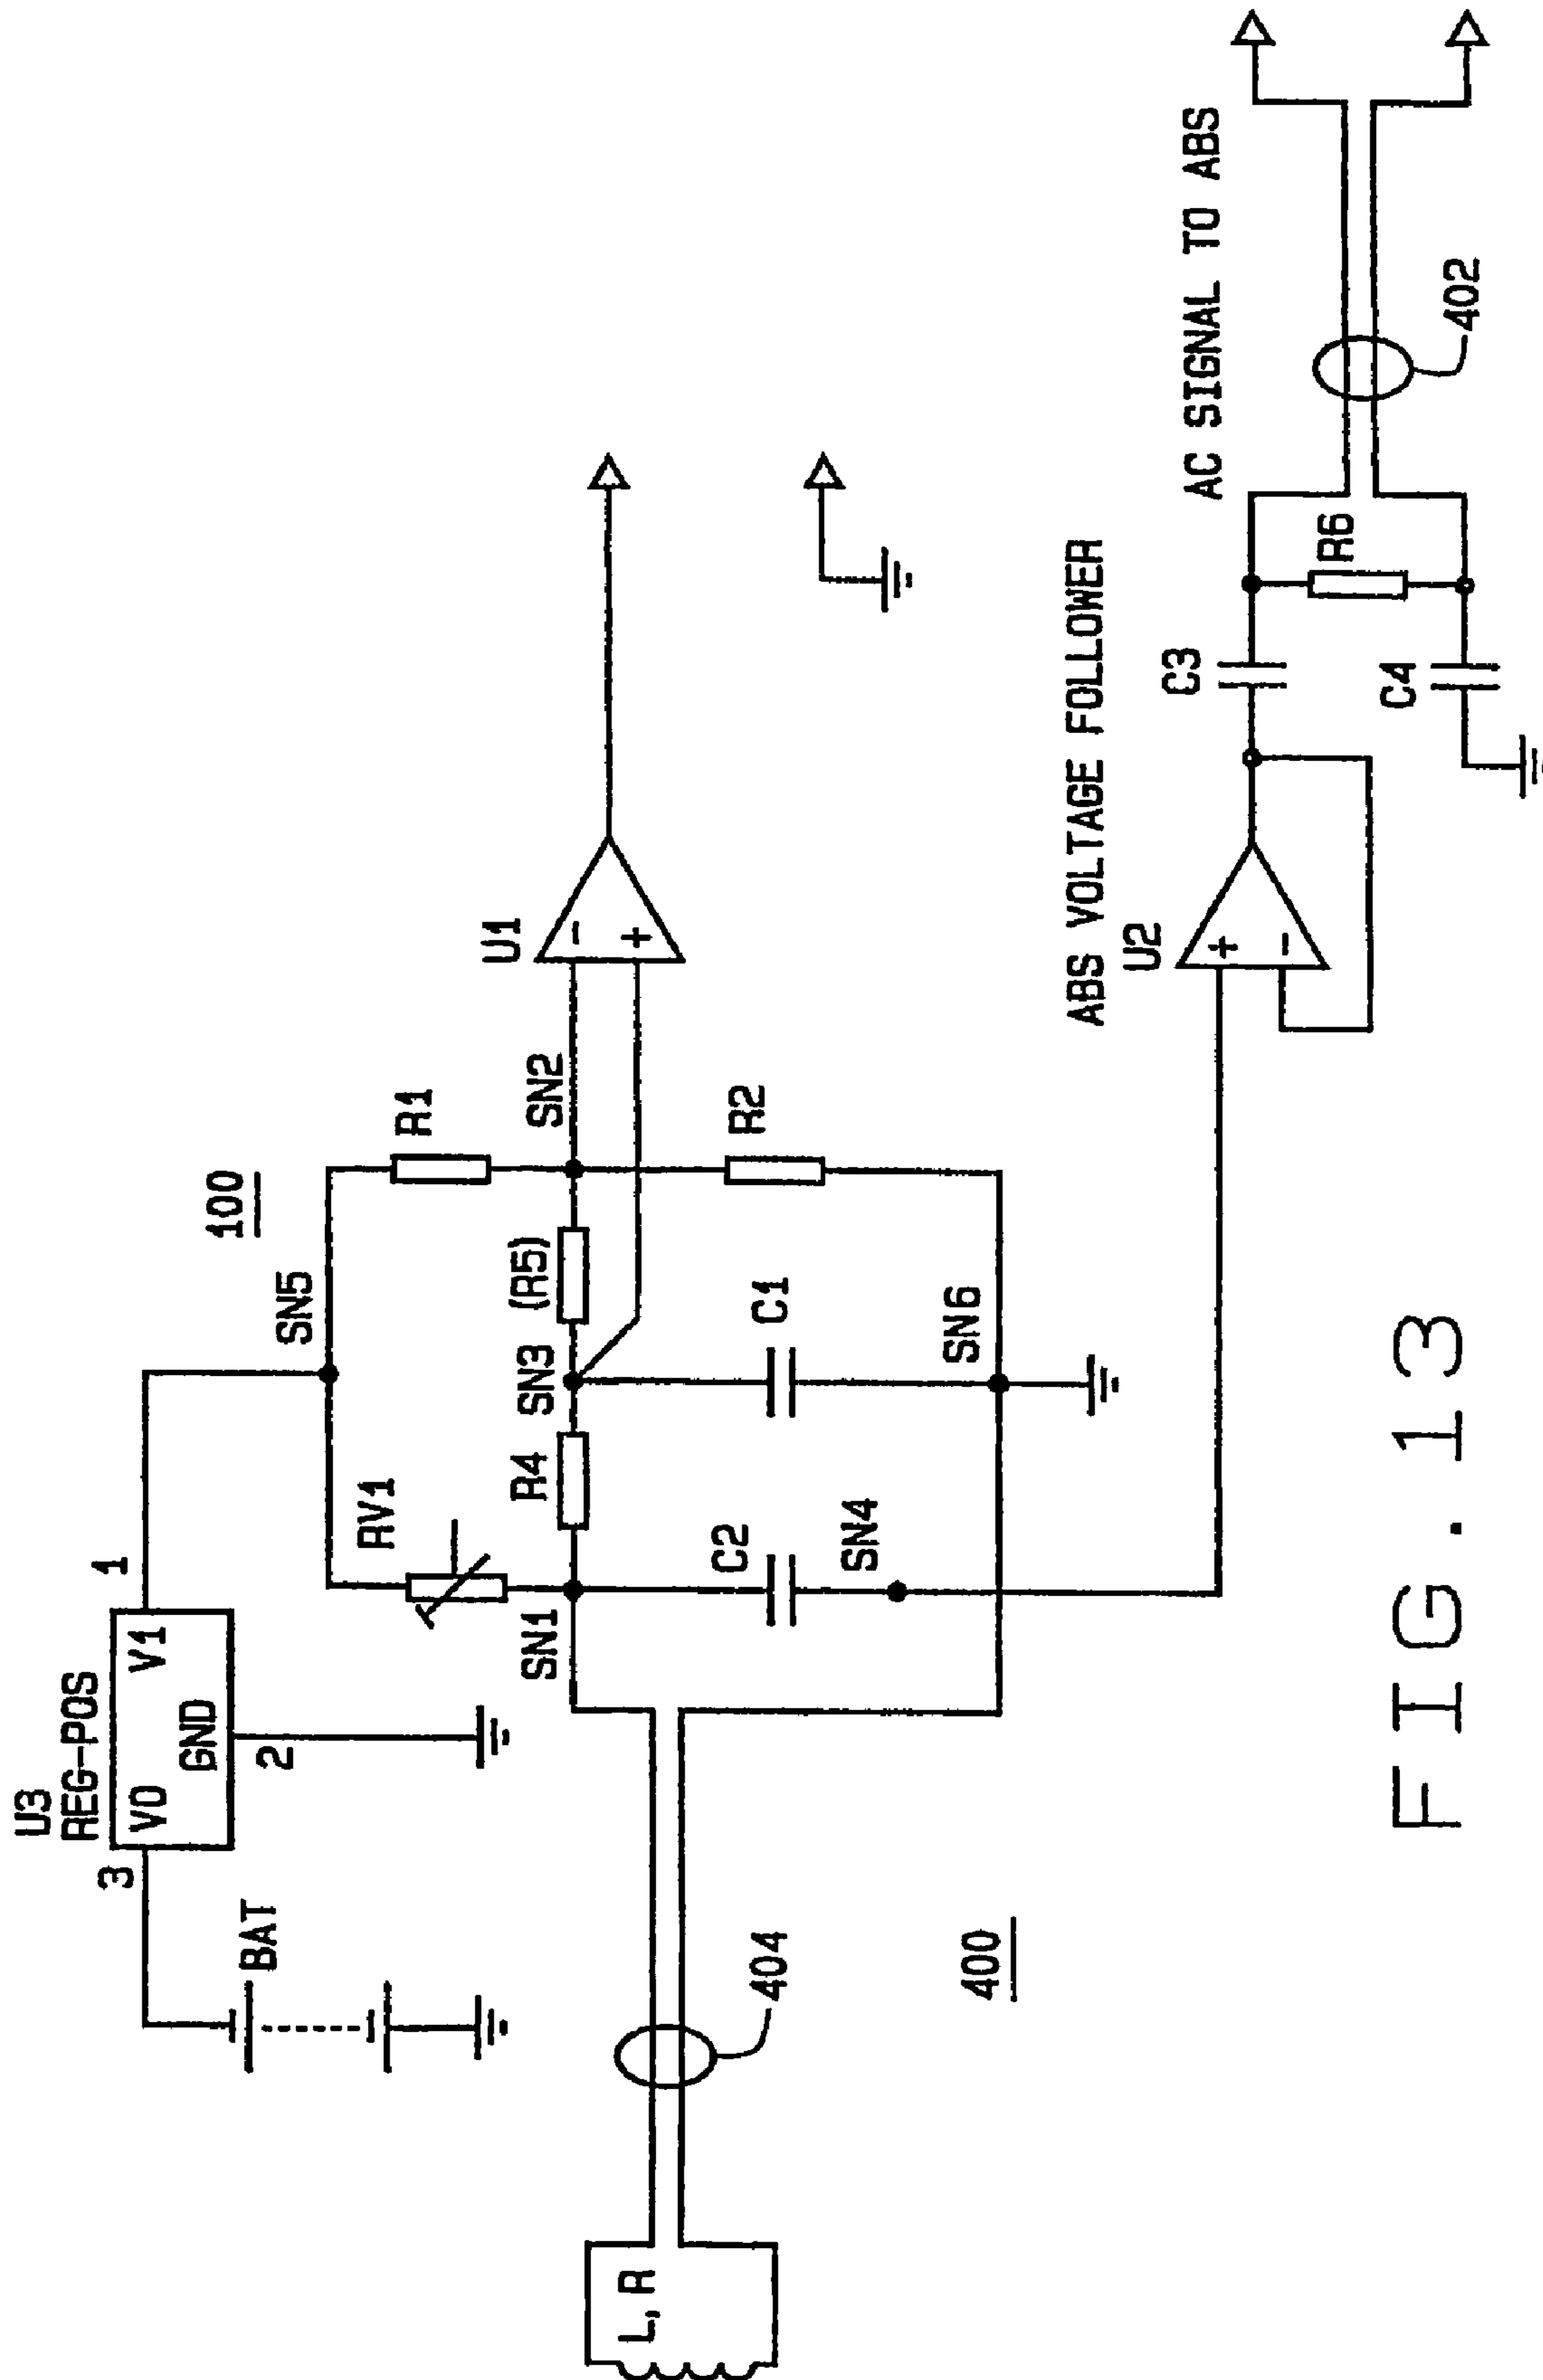 U3
REG-POS
3
VO
V1
1
GND
2
BAT
SN5
100
RV1
R1
SN1
R4
SN3
(R5)
SN2
U1
-
+
C2
C1
R2
SN4
SN6
L, R
404
400
ABS VOLTAGE FOLLOWER
U2
+
-
C3
C4
R6
AC SIGNAL TO ABS
402
FIG. 13